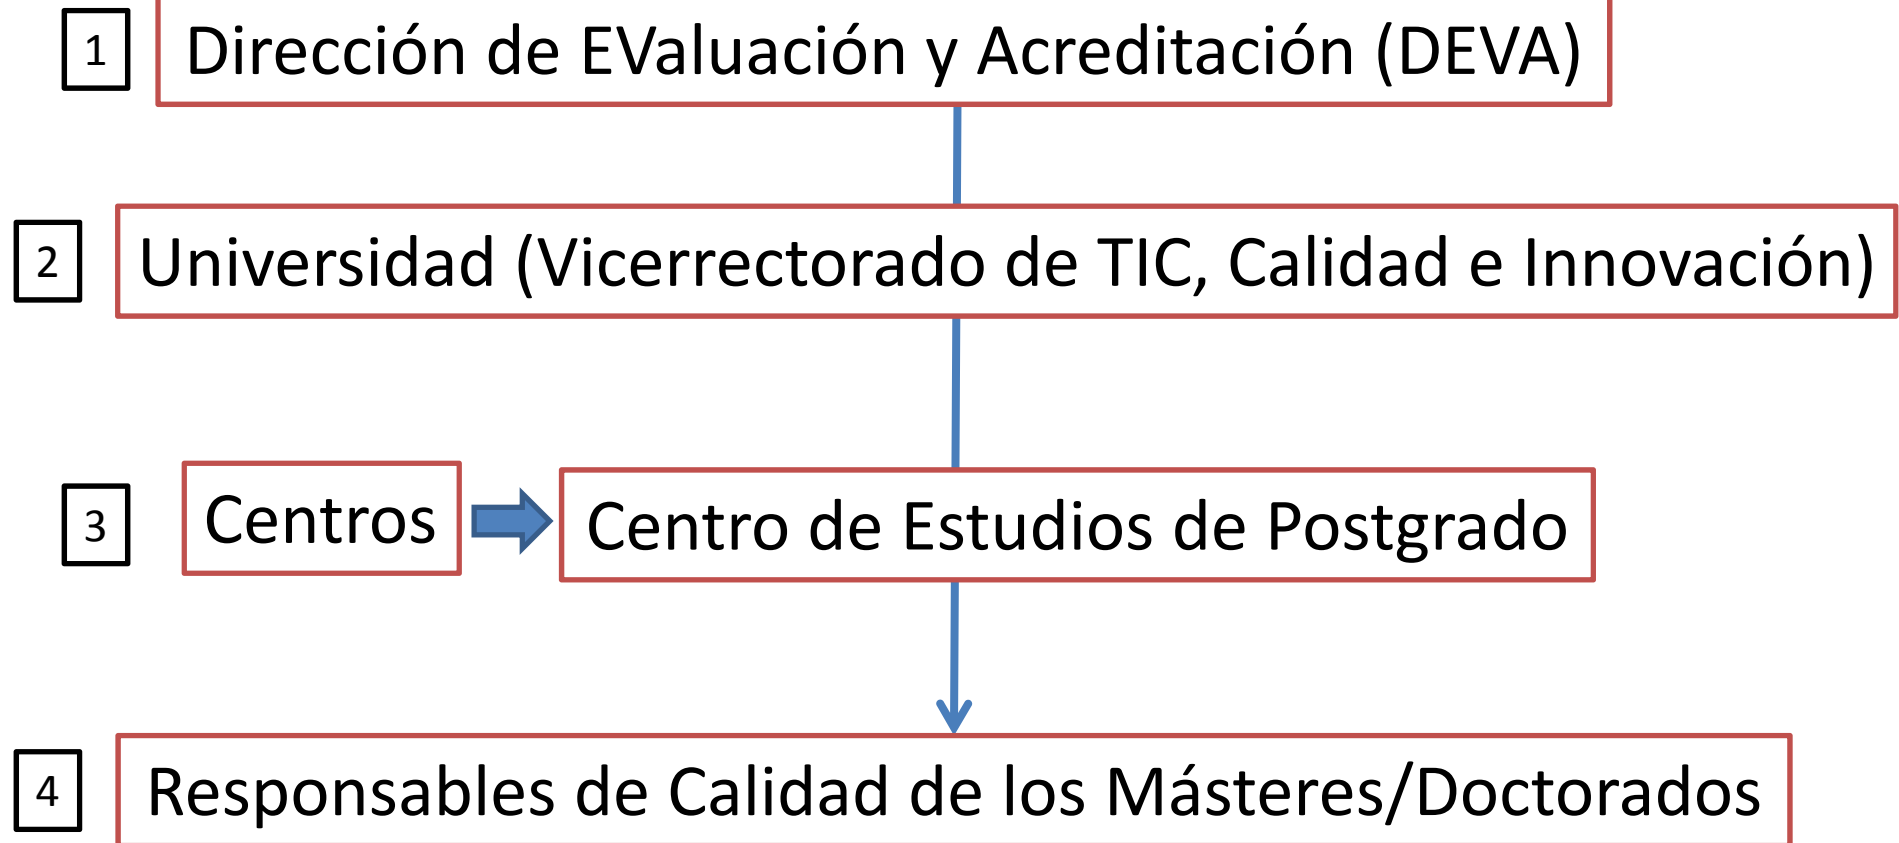 1 Dirección de EValuación y Acreditación (DEVA)
2 Universidad (Vicerrectorado de TIC, Calidad e Innovación)
3 Centros Centro de Estudios de Postgrado
4 Responsables de Calidad de los Másteres/Doctorados